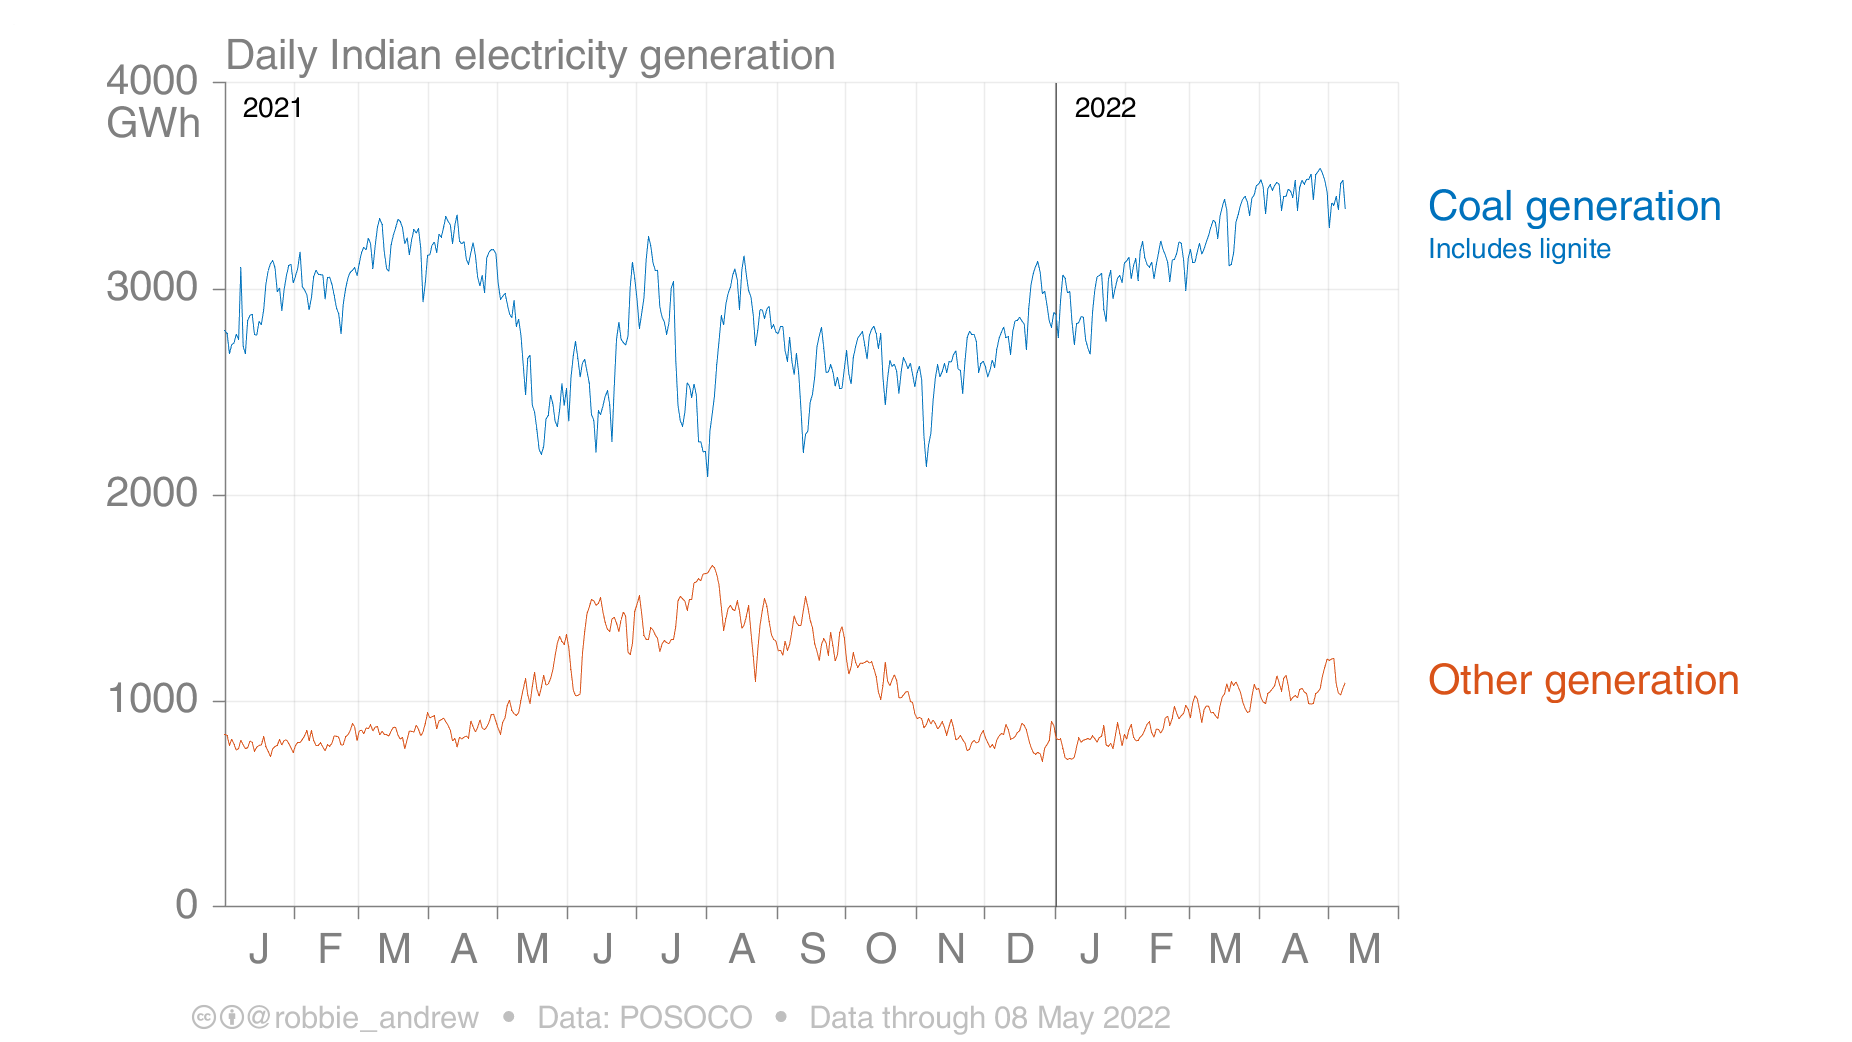 Daily Indian electricity generation
4000
GWh
2021
2022
Coal generation
Includes lignite
3000
2000
Other generation
1000
0
J F M A M J J A S O N D J F M A M
@robbie_andrew • Data: POSOCO • Data through 08 May 2022